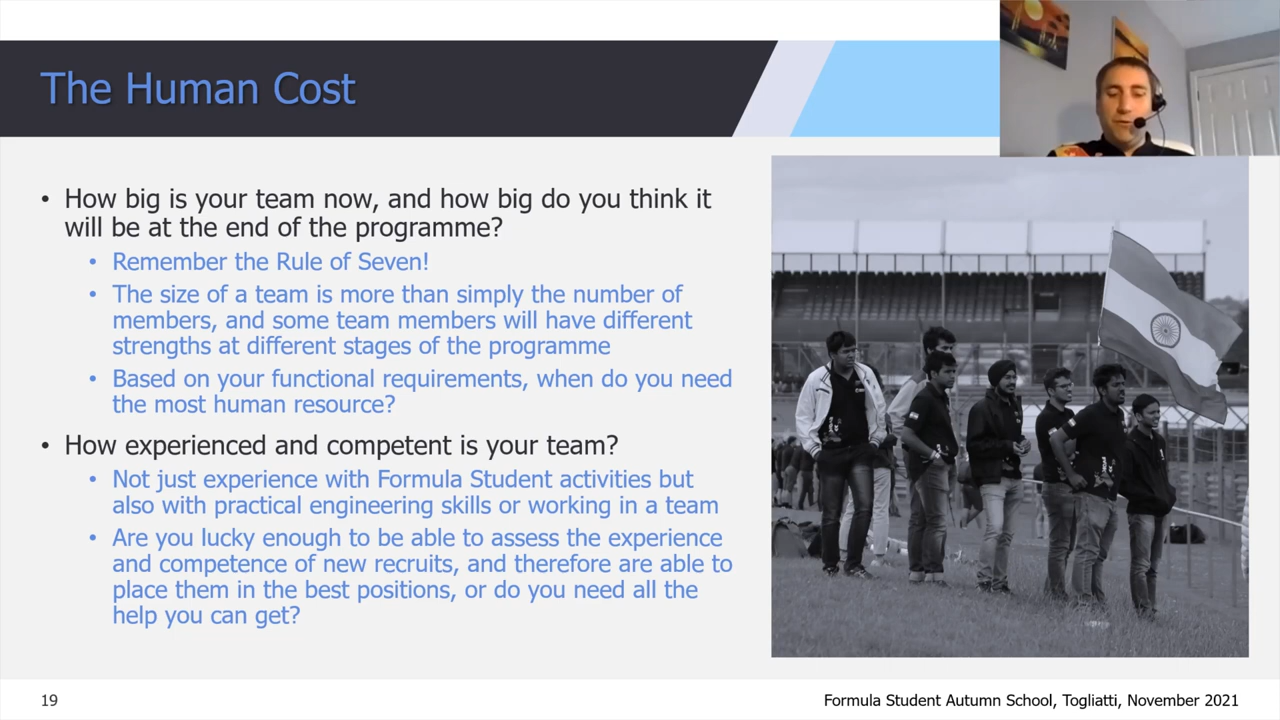 The Human Cost
• How big is your team now, and how big do you think it
will be at the end of the programme?
• Remember the Rule of Seven!
• The size of a team is more than simply the number of
members, and some team members will have different
strengths at different stages of the programme
• Based on your functional requirements, when do you need
the most human resource?
• How experienced and competent is your team?
• Not just experience with Formula Student activities but
also with practical engineering skills or working in a team
• Are you lucky enough to be able to assess the experience
and competence of new recruits, and therefore are able to
place them in the best positions, or do you need all the
help you can get?
19
Formula Student Autumn School, Togliatti, November 2021